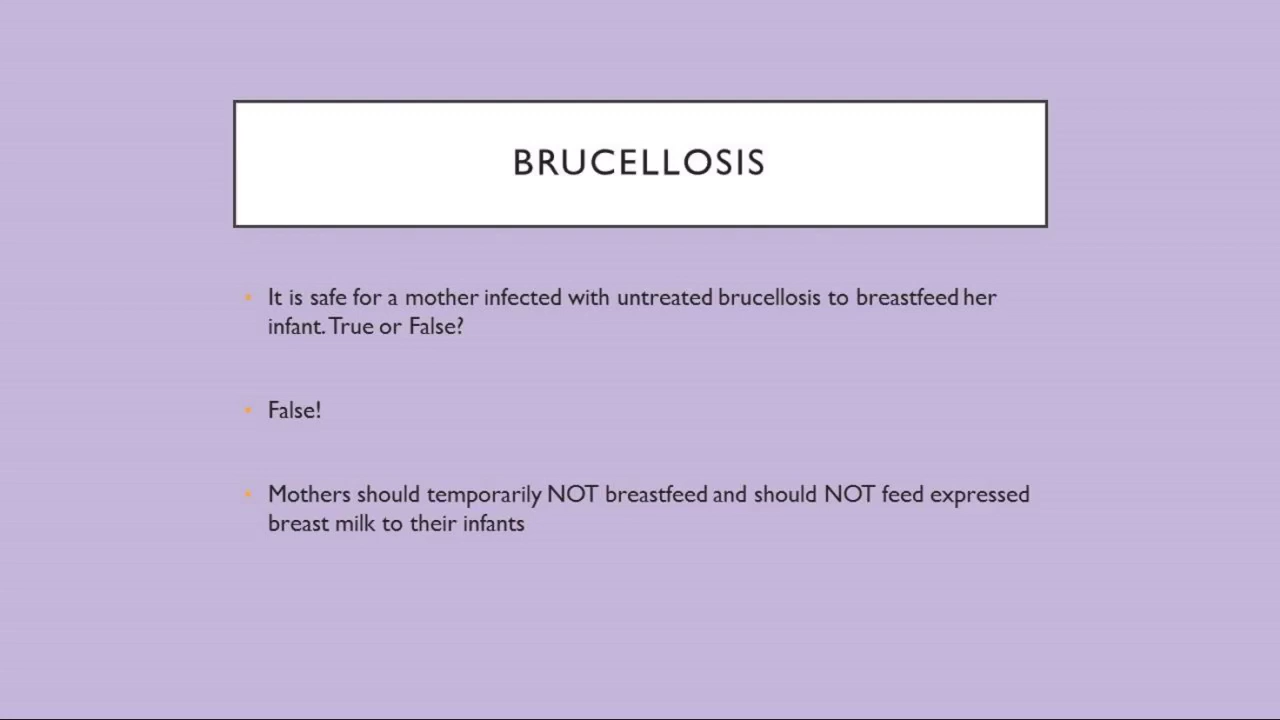 BRUCELLOSIS
It is safe for a mother infected with untreated brucellosis to breastfeed her
infant. True or False?
False!
Mothers should temporarily NOT breastfeed and should NOT feed expressed
breast milk to their infants